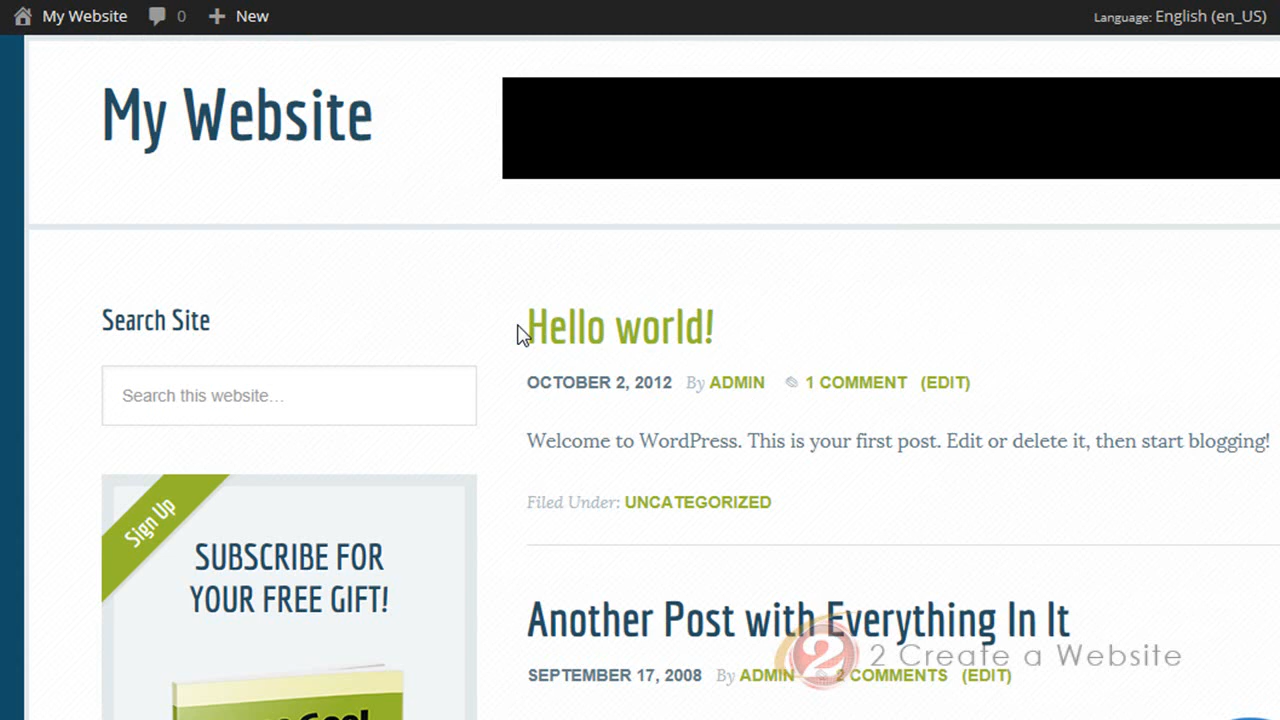 My Website 0 New Language: English (en_US)
My Website
Search Site
Search this website...
Sign Up
SUBSCRIBE FOR
YOUR FREE GIFT!
Hello world!
OCTOBER 2, 2012 By ADMIN 1 COMMENT (EDIT)
Welcome to WordPress. This is your first post. Edit or delete it, then start blogging!
Filed Under: UNCATEGORIZED
Another Post with Everything In It
2 2 Create a Website
SEPTEMBER 17, 2008 By ADMIN 2 COMMENTS (EDIT)